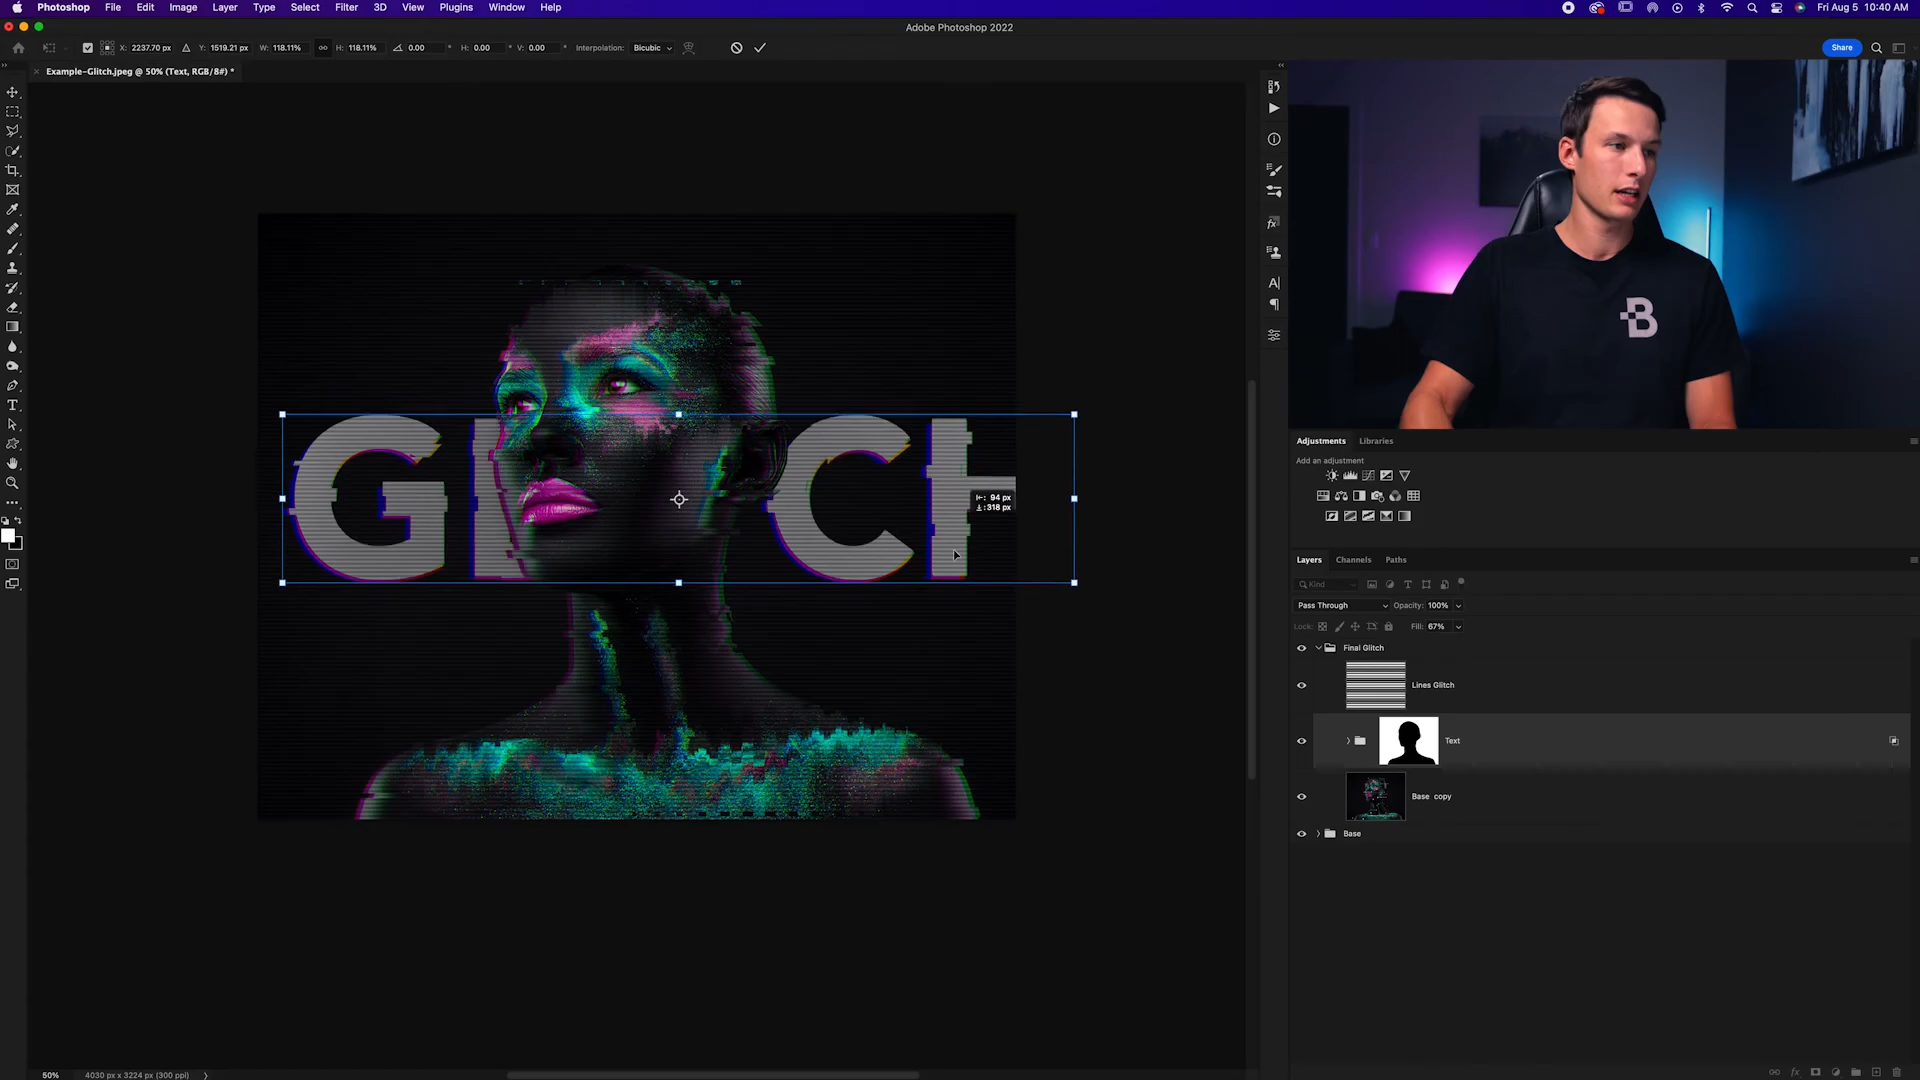 Photoshop File Edit Image Layer Type Select Filter 3D View Plugins Window Help
Fri Aug 5 10:40 AM
Adobe Photoshop 2022
X: 2237.70 px Y: 1519.21 px W: 118.11% H: 118.11% 0.00 ° H: 0.00 ° V: 0.00 ° Interpolation: Bicubic
Share
Example-Glitch.jpeg @ 50% (Text, RGB/8#) *
GL CH
94 px
:318 px
B
Adjustments Libraries
Add an adjustment
Layers Channels Paths
Kind
Pass Through Opacity: 100%
Lock: Fill: 67%
Final Glitch
Lines Glitch
Text
Base copy
Base
50% 4030 px x 3224 px (300 ppi)